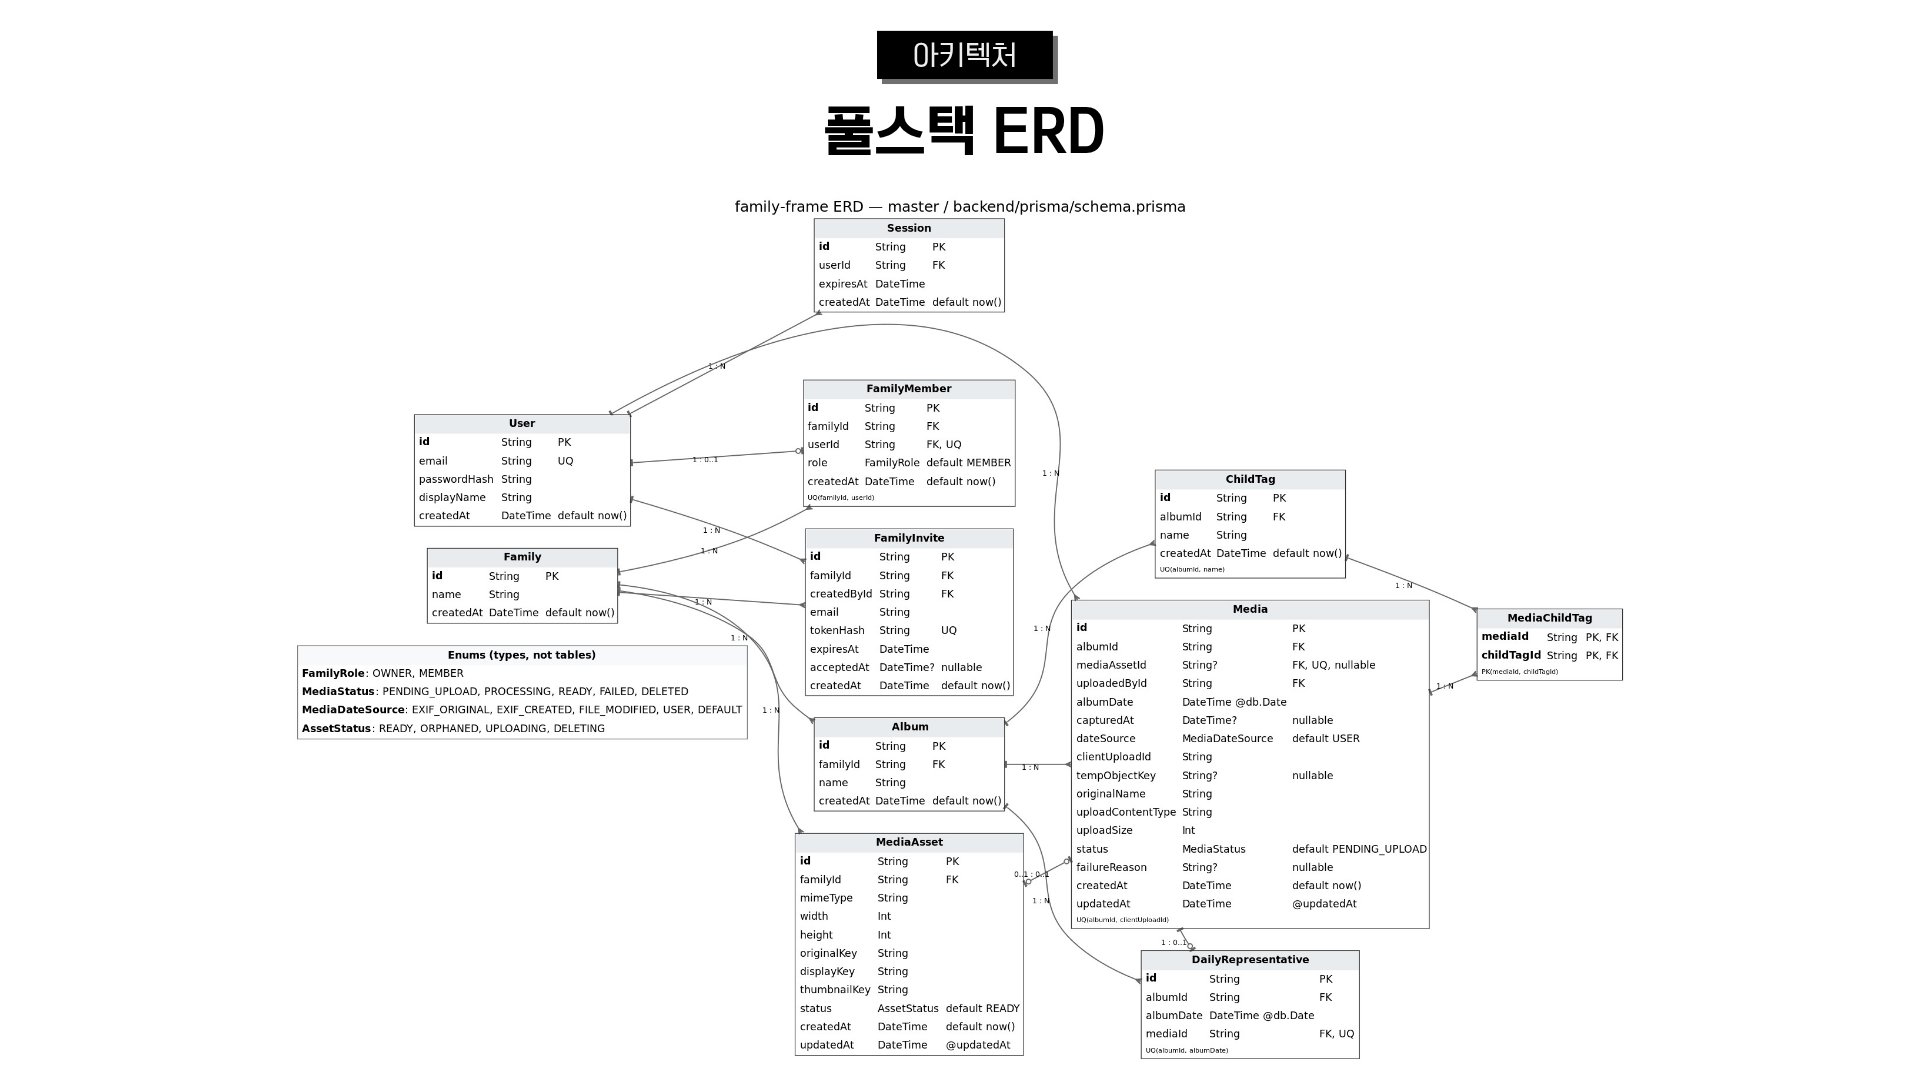 아키텍처
풀스택 ERD
family-frame ERD — master / backend/prisma/schema.prisma
Session
id String PK
userId String FK
expiresAt DateTime
createdAt DateTime default now()
1 : N
User
id String PK
email String UQ
passwordHash String
displayName String
createdAt DateTime default now()
1 : 0..1
FamilyMember
id String PK
familyId String FK
userId String FK, UQ
role FamilyRole default MEMBER
createdAt DateTime default now()
UQ(familyId, userId)
1 : N
1 : N
1 : N
Family
id String PK
name String
createdAt DateTime default now()
1 : N
1 : N
1 : N
FamilyInvite
id String PK
familyId String FK
createdById String FK
email String
tokenHash String UQ
expiresAt DateTime
acceptedAt DateTime? nullable
createdAt DateTime default now()
Enums (types, not tables)
FamilyRole: OWNER, MEMBER
MediaStatus: PENDING_UPLOAD, PROCESSING, READY, FAILED, DELETED
MediaDateSource: EXIF_ORIGINAL, EXIF_CREATED, FILE_MODIFIED, USER, DEFAULT
AssetStatus: READY, ORPHANED, UPLOADING, DELETING
Album
id String PK
familyId String FK
name String
createdAt DateTime default now()
1 : N
1 : N
1 : N
MediaAsset
id String PK
familyId String FK
mimeType String
width Int
height Int
originalKey String
displayKey String
thumbnailKey String
status AssetStatus default READY
createdAt DateTime default now()
updatedAt DateTime @updatedAt
0..1 : 0..1
ChildTag
id String PK
albumId String FK
name String
createdAt DateTime default now()
UQ(albumId, name)
1 : N
Media
id String PK
albumId String FK
mediaAssetId String? FK, UQ, nullable
uploadedById String FK
albumDate DateTime @db.Date
capturedAt DateTime? nullable
dateSource MediaDateSource default USER
clientUploadId String
tempObjectKey String? nullable
originalName String
uploadContentType String
uploadSize Int
status MediaStatus default PENDING_UPLOAD
failureReason String? nullable
createdAt DateTime default now()
updatedAt DateTime @updatedAt
UQ(albumId, clientUploadId)
1 : N
MediaChildTag
mediaId String PK, FK
childTagId String PK, FK
PK(mediaId, childTagId)
1 : 0..1
DailyRepresentative
id String PK
albumId String FK
albumDate DateTime @db.Date
mediaId String FK, UQ
UQ(albumId, albumDate)